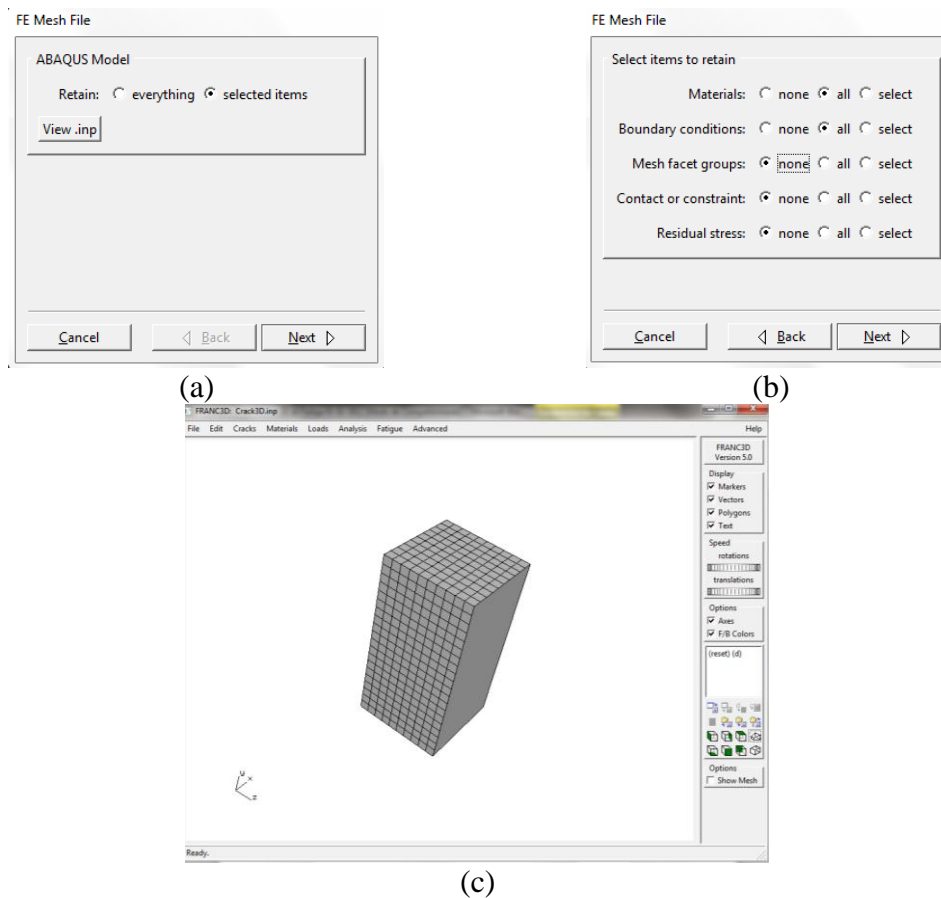 FE Mesh File
ABAQUS Model
Retain: everything selected items
View .inp
Cancel Back Next
(a)
FE Mesh File
Select items to retain
Materials: none all select
Boundary conditions: none all select
Mesh facet groups: none all select
Contact or constraint: none all select
Residual stress: none all select
Cancel Back Next
(b)
FRANC3D: Crack3D.inp
File Edit Cracks Materials Loads Analysis Fatigue Advanced Help
FRANC3D
Version 5.0
Display
Markers
Vectors
Polygons
Text
Speed
rotations
translations
Options
Axes
F/B Colors
(reset) (d)
Options
Show Mesh
y
x
z
Ready.
(c)